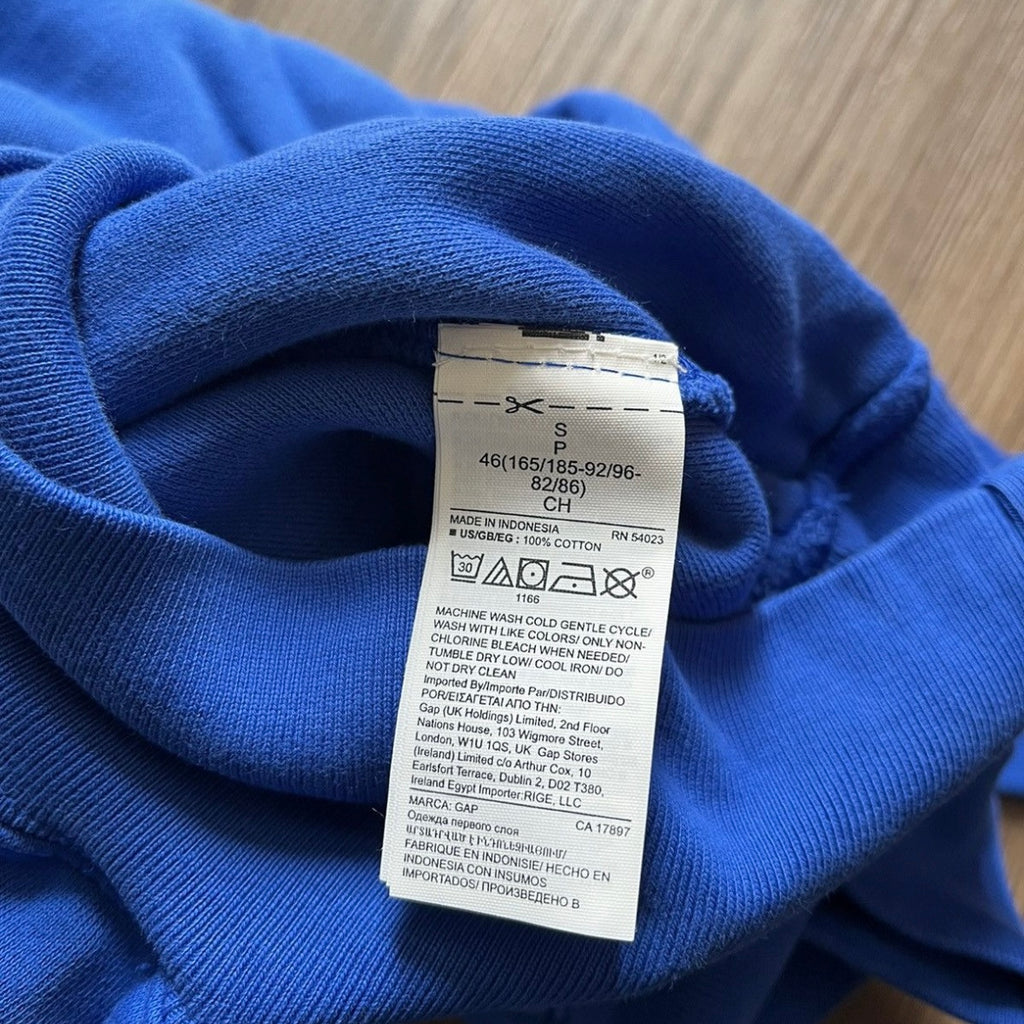 S
P
46(165/185-92/96-
82/86)
CH
MADE IN INDONESIA RN 54023
US/GB/EG : 100% COTTON
30 ®
1166
MACHINE WASH COLD GENTLE CYCLE/
WASH WITH LIKE COLORS/ ONLY NON-
CHLORINE BLEACH WHEN NEEDED/
TUMBLE DRY LOW/ COOL IRON/ DO
NOT DRY CLEAN
Imported By/Importe Par/DISTRIBUIDO
POR/ΕΙΣΑΓΕΤΑΙ ΑΠΟ ΤΗΝ:
Gap (UK Holdings) Limited, 2nd Floor
Nations House, 103 Wigmore Street,
London, W1U 1QS, UK Gap Stores
(Ireland) Limited c/o Arthur Cox, 10
Earlsfort Terrace, Dublin 2, D02 T380,
Ireland Egypt Importer:RIGE, LLC
MARCA: GAP CA 17897
Одежда первого слоя
FABRIQUE EN INDONISIE/ HECHO EN
INDONESIA CON INSUMOS
IMPORTADOS/ ПРОИЗВЕДЕНО В